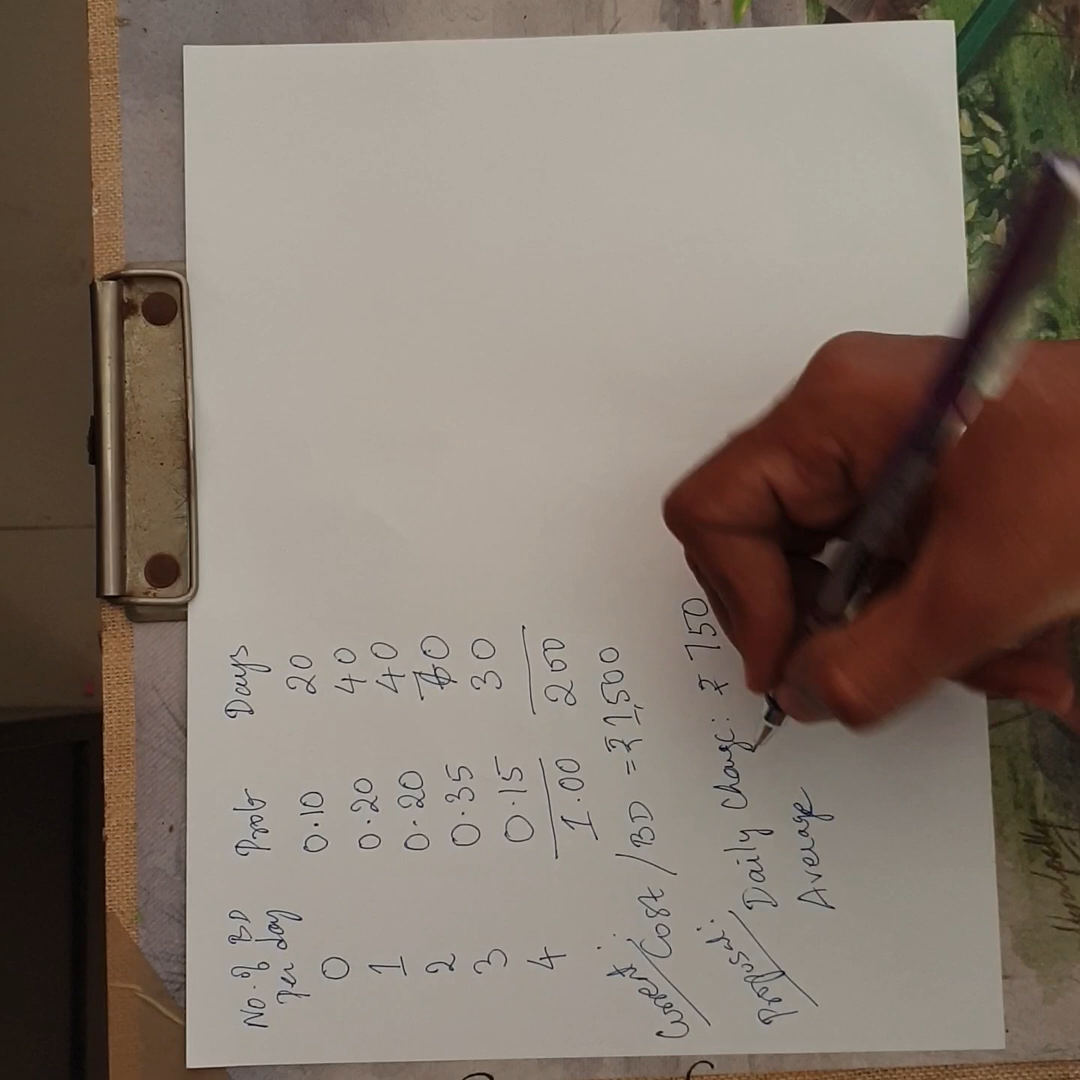 No. of BD per day Prob Days
0 0.10 20
1 0.20 40
2 0.20 40
3 0.35 70
4 0.15 30
1.00 200
Current: Cost / BD = ₹1,500
Proposed: Daily Charge: ₹ 750
Average